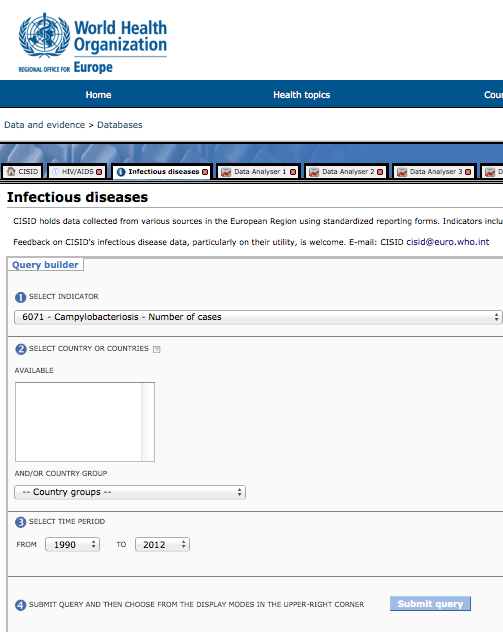 World Health
Organization
REGIONAL OFFICE FOR Europe
Home Health topics
Data and evidence > Databases
CISID HIV/AIDS Infectious diseases Data Analyser 1 Data Analyser 2 Data Analyser 3 D
Infectious diseases
CISID holds data collected from various sources in the European Region using standardized reporting forms. Indicators inclu
Feedback on CISID's infectious disease data, particularly on their utility, is welcome. E-mail: CISID cisid@euro.who.int
Query builder
1 SELECT INDICATOR
6071 - Campylobacteriosis - Number of cases
2 SELECT COUNTRY OR COUNTRIES [?]
AVAILABLE
AND/OR COUNTRY GROUP
-- Country groups --
3 SELECT TIME PERIOD
FROM 1990 TO 2012
4 SUBMIT QUERY AND THEN CHOOSE FROM THE DISPLAY MODES IN THE UPPER-RIGHT CORNER Submit query